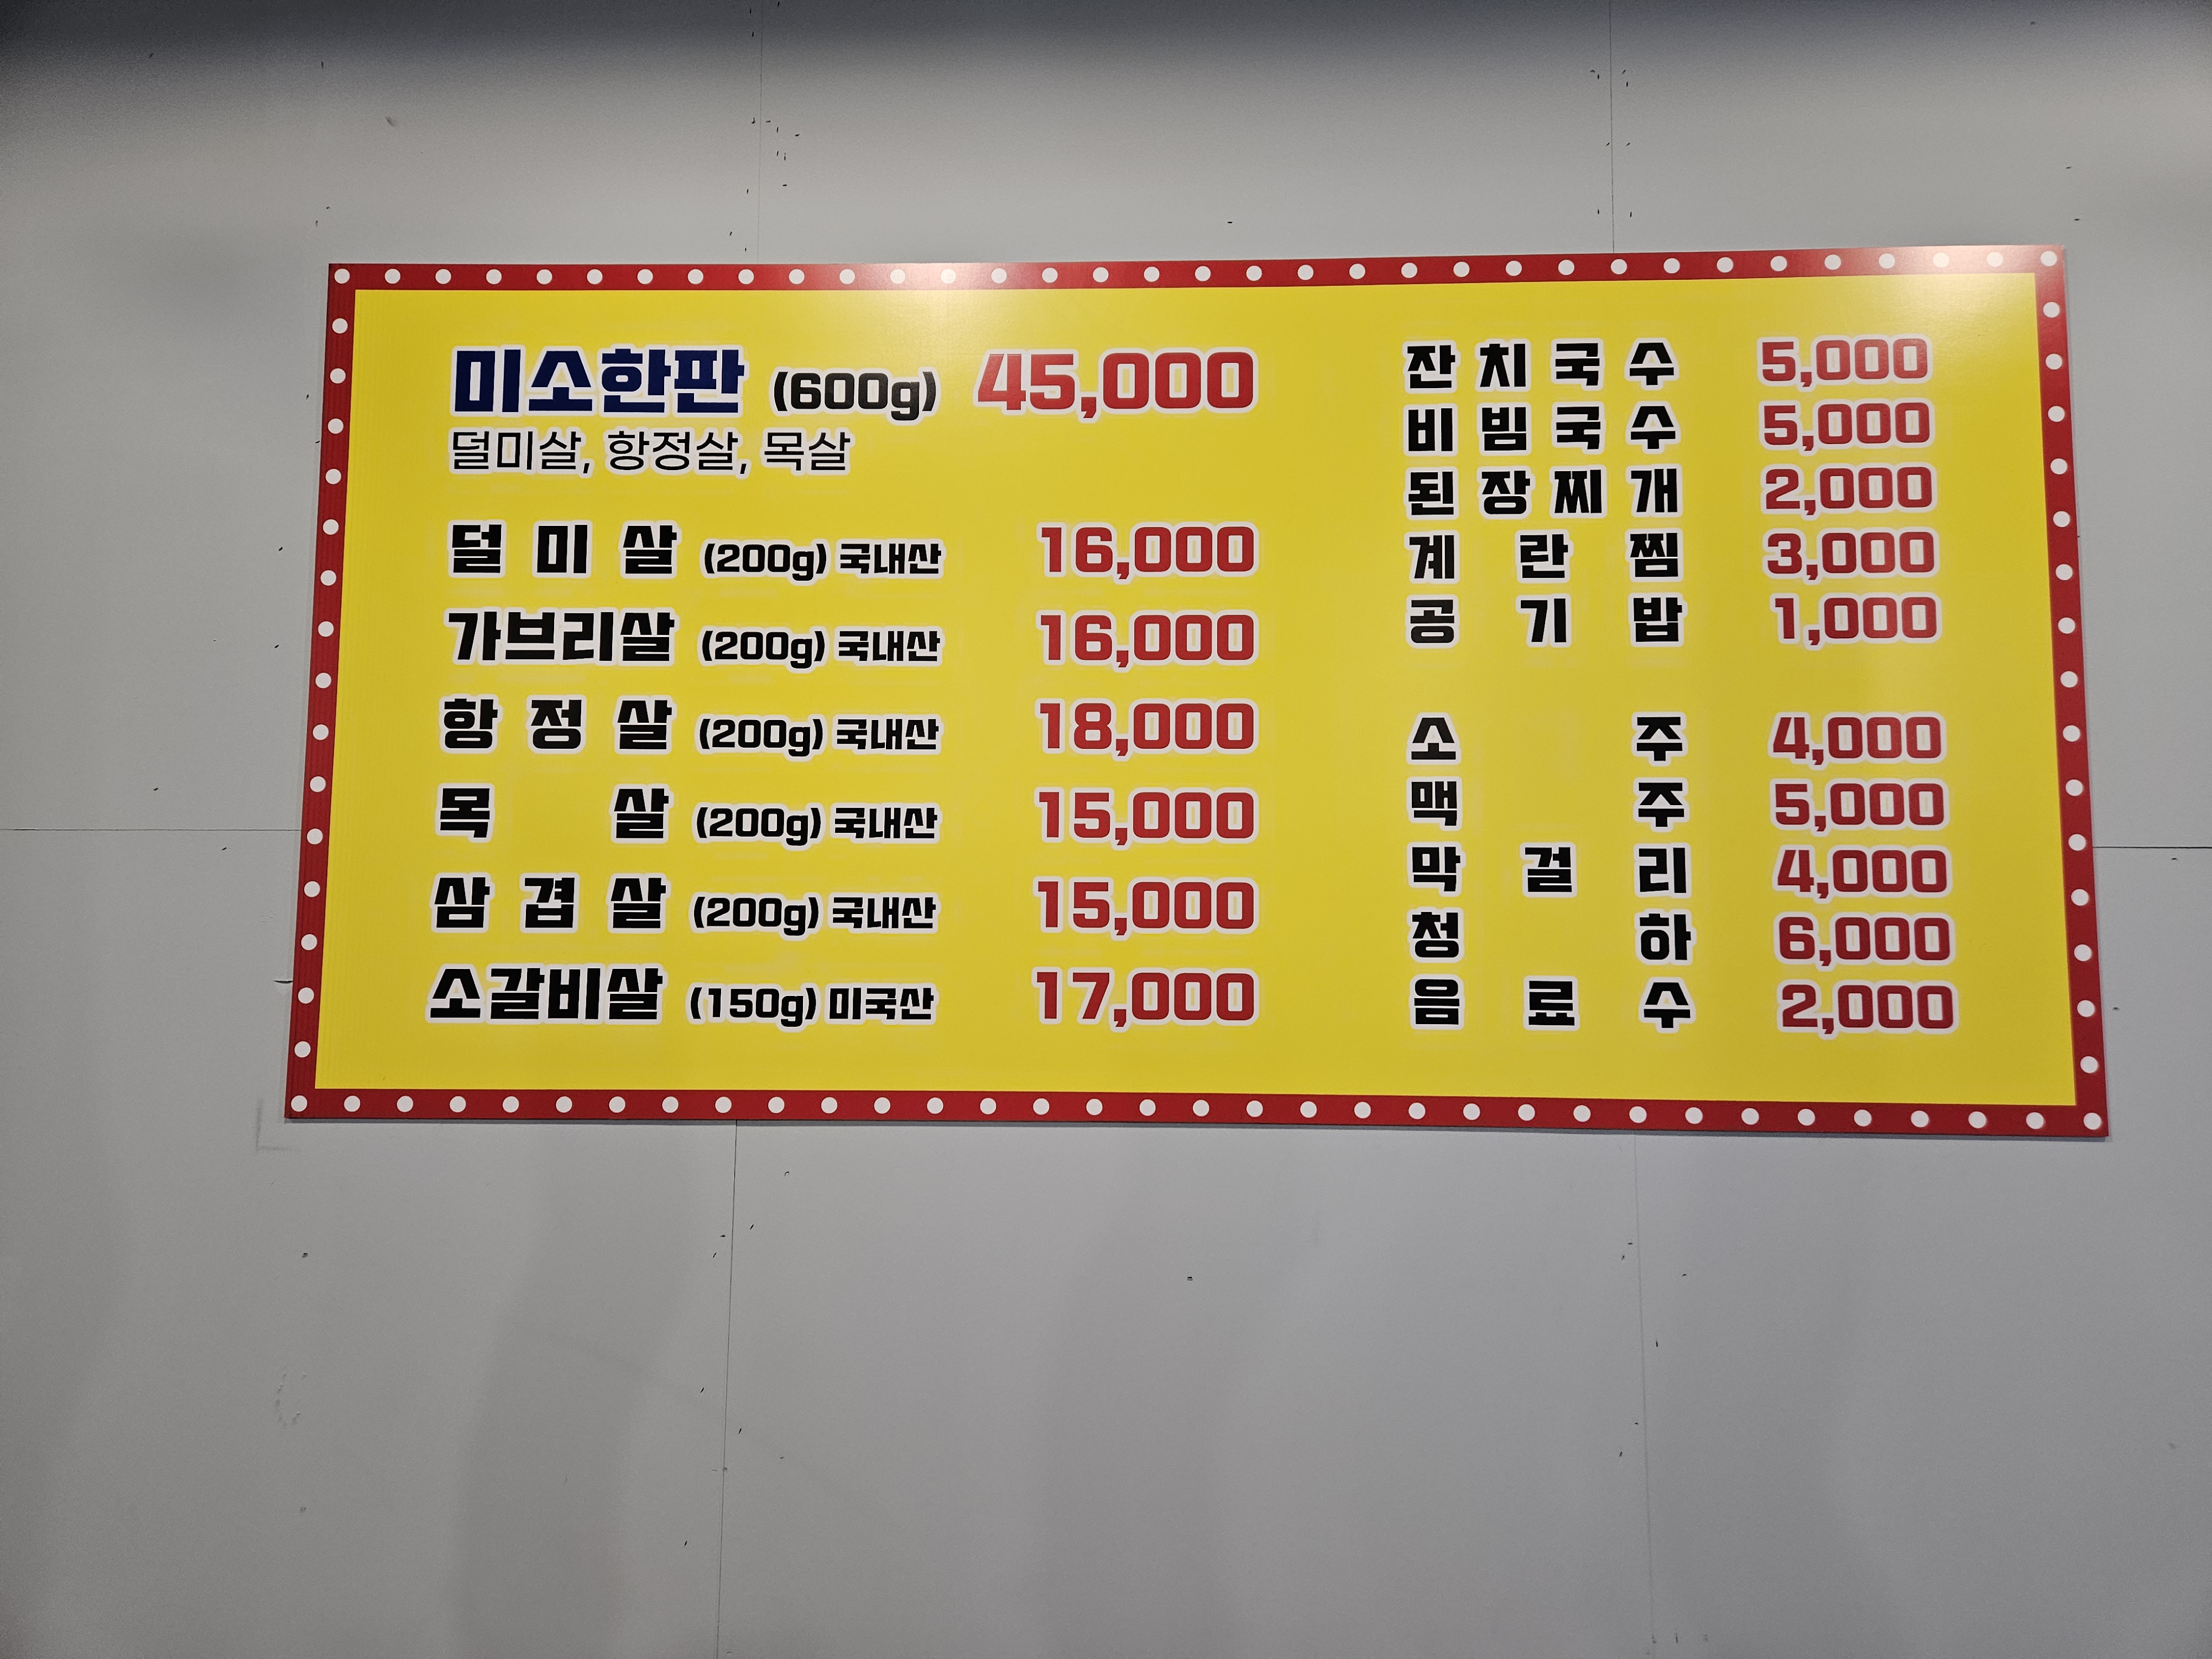 미소한판 (600g) 45,000
덜미살, 항정살, 목살
덜미살 (200g) 국내산 16,000
가브리살 (200g) 국내산 16,000
항정살 (200g) 국내산 18,000
목살 (200g) 국내산 15,000
삼겹살 (200g) 국내산 15,000
소갈비살 (150g) 미국산 17,000
잔치국수 5,000
비빔국수 5,000
된장찌개 2,000
계란찜 3,000
공기밥 1,000
소주 4,000
맥주 5,000
막걸리 4,000
청하 6,000
음료수 2,000